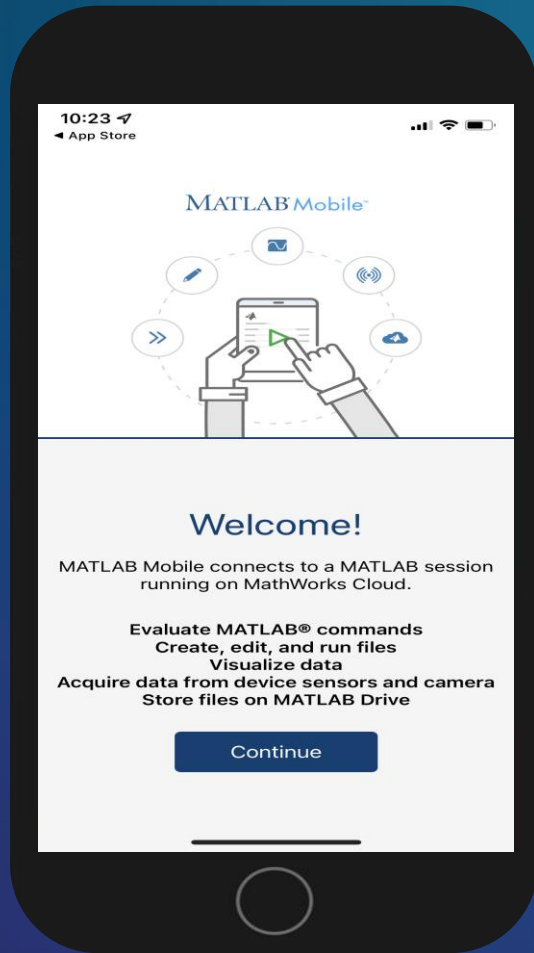 10:23
◄ App Store
MATLAB® Mobile™
Welcome!
MATLAB Mobile connects to a MATLAB session
running on MathWorks Cloud.
Evaluate MATLAB® commands
Create, edit, and run files
Visualize data
Acquire data from device sensors and camera
Store files on MATLAB Drive
Continue